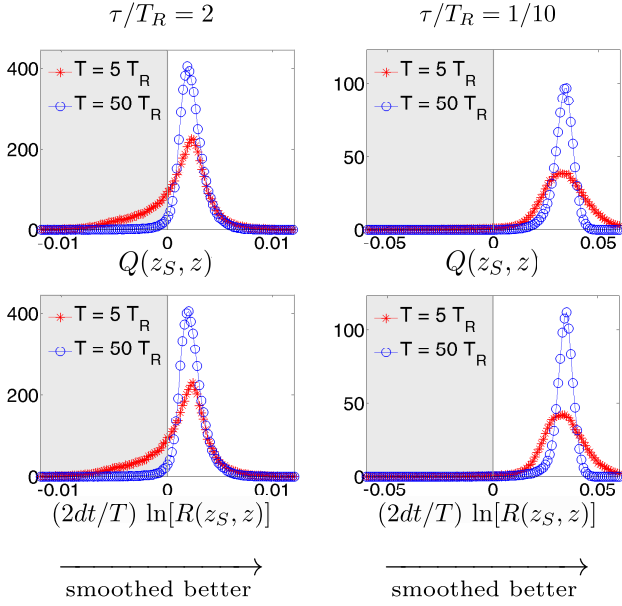 τ/T_R = 2
τ/T_R = 1/10
400
200
0
T = 5 T_R
T = 50 T_R
-0.01
0
0.01
Q(z_S, z)
100
50
0
T = 5 T_R
T = 50 T_R
-0.05
0
0.05
Q(z_S, z)
400
200
0
T = 5 T_R
T = 50 T_R
-0.01
0
0.01
(2dt/T) ln[R(z_S, z)]
100
50
0
T = 5 T_R
T = 50 T_R
-0.05
0
0.05
(2dt/T) ln[R(z_S, z)]
smoothed better
smoothed better